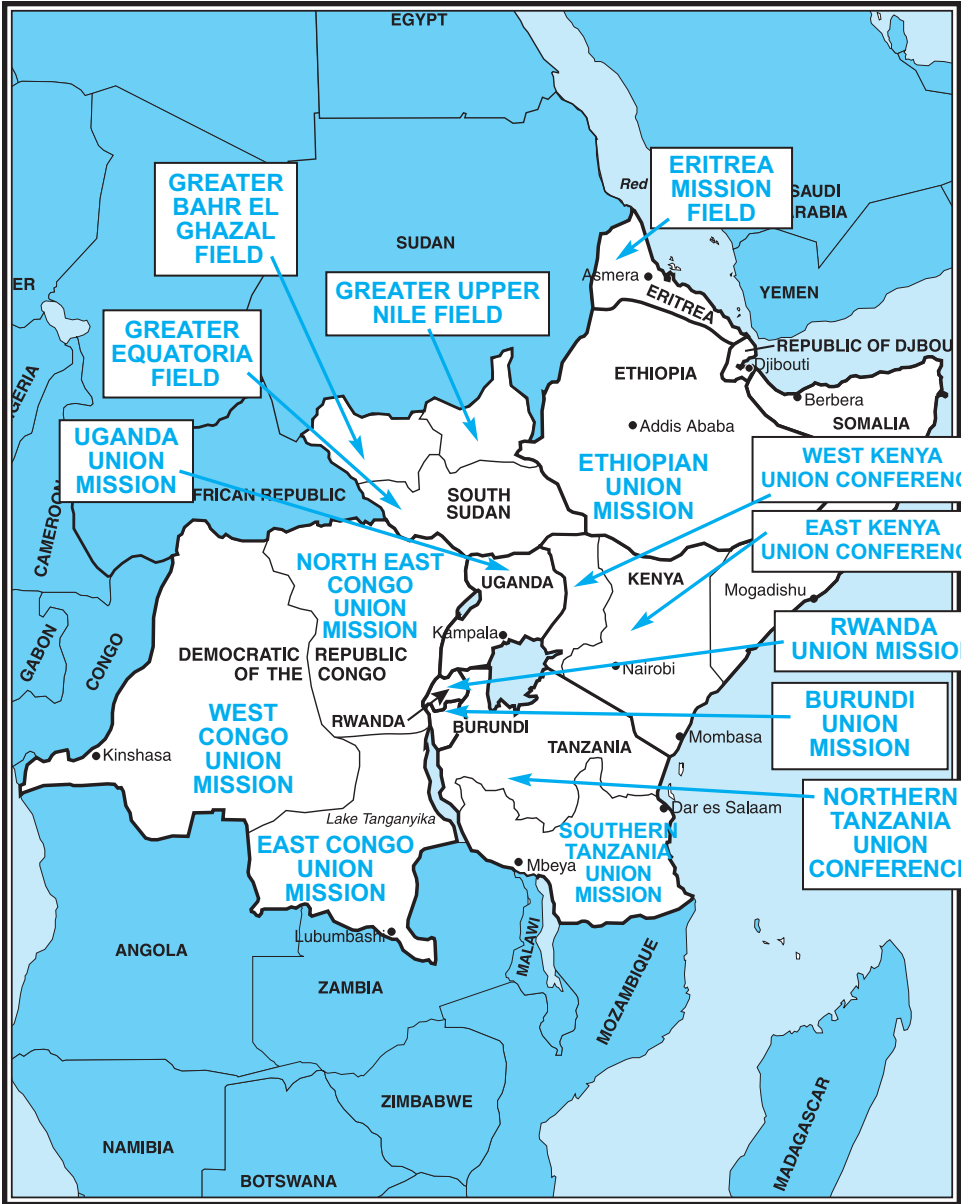 EGYPT
Red
ERITREA
MISSION
FIELD
SAUDI
ARABIA
GREATER
BAHR EL
GHAZAL
FIELD
SUDAN
Asmera
ERITREA
YEMEN
ER
GREATER UPPER
NILE FIELD
GREATER
EQUATORIA
FIELD
REPUBLIC OF DJBOU
Djibouti
ETHIOPIA
Berbera
SOMALIA
GERIA
Addis Ababa
UGANDA
UNION
MISSION
ETHIOPIAN
UNION
MISSION
WEST KENYA
UNION CONFERENC
FRICAN REPUBLIC
SOUTH
SUDAN
CAMEROON
EAST KENYA
UNION CONFERENC
NORTH EAST
CONGO
UNION
MISSION
UGANDA
KENYA
Mogadishu
GABON
CONGO
Kampala
RWANDA
UNION MISSION
DEMOCRATIC REPUBLIC
OF THE CONGO
Nairobi
RWANDA
BURUNDI
BURUNDI
UNION
MISSION
WEST
CONGO
UNION
MISSION
Kinshasa
TANZANIA
Mombasa
NORTHERN
TANZANIA
UNION
CONFERENCE
Lake Tanganyika
Dar es Salaam
EAST CONGO
UNION
MISSION
SOUTHERN
TANZANIA
UNION
MISSION
Mbeya
Lubumbashi
ANGOLA
MALAWI
ZAMBIA
MOZAMBIQUE
ZIMBABWE
NAMIBIA
BOTSWANA
MADAGASCAR